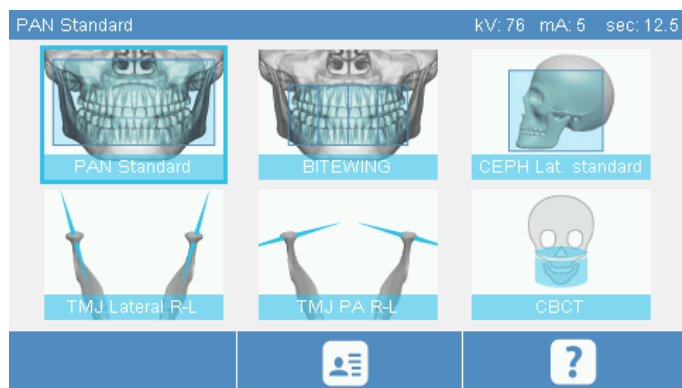 PAN Standard kV: 76 mA: 5 sec: 12.5
PAN Standard BITEWING CEPH Lat. standard
TMJ Lateral R-L TMJ PA R-L CBCT
?